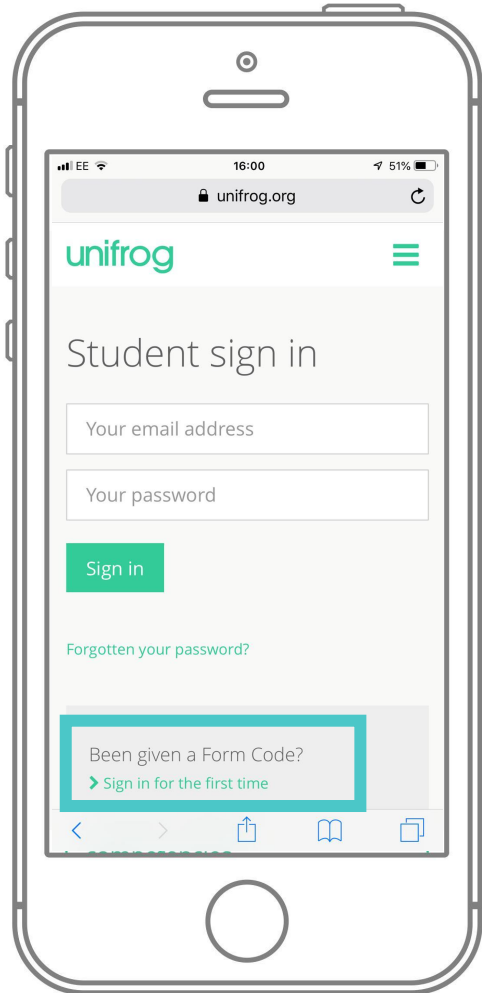 EE 16:00 51%
unifrog.org
unifrog
Student sign in
Your email address
Your password
Sign in
Forgotten your password?
Been given a Form Code?
Sign in for the first time